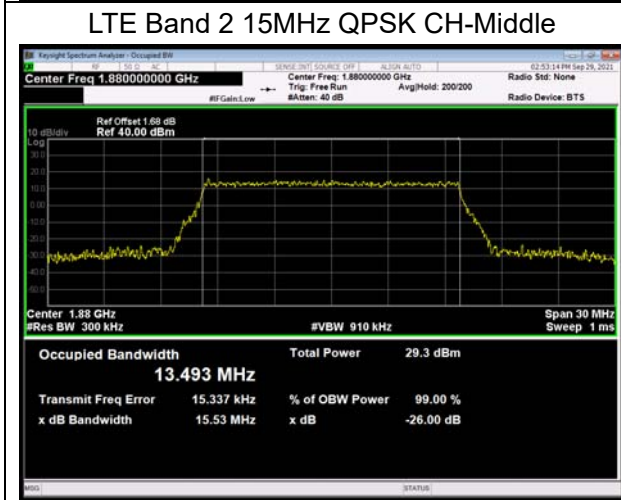 LTE Band 2 15MHz QPSK CH-Middle
Keysight Spectrum Analyzer - Occupied BW
RF 50 Ω AC SENSE:INT SOURCE OFF ALIGN AUTO 02:53:14 PM Sep 29, 2021
Center Freq 1.880000000 GHz Center Freq: 1.880000000 GHz Radio Std: None
Trig: Free Run Avg|Hold: 200/200
#IFGain:Low #Atten: 40 dB Radio Device: BTS
Ref Offset 1.68 dB
10 dB/div Ref 40.00 dBm
Log
30.0
20.0
10.0
0.00
10.0
20.0
30.0
40.0
50.0
Center 1.88 GHz Span 30 MHz
#Res BW 300 kHz #VBW 910 kHz Sweep 1 ms
Occupied Bandwidth Total Power 29.3 dBm
13.493 MHz
Transmit Freq Error 15.337 kHz % of OBW Power 99.00 %
x dB Bandwidth 15.53 MHz x dB -26.00 dB
MSG STATUS